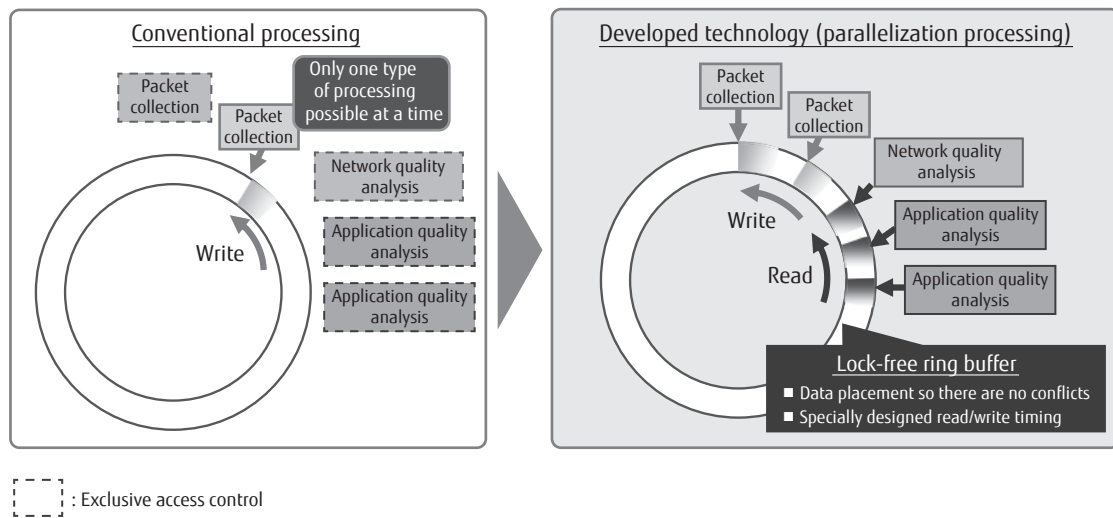 Conventional processing
Packet
collection
Packet
collection
Only one type
of processing
possible at a time
Network quality
analysis
Application quality
analysis
Application quality
analysis
Write
Developed technology (parallelization processing)
Packet
collection
Packet
collection
Network quality
analysis
Application quality
analysis
Application quality
analysis
Write
Read
Lock-free ring buffer
■ Data placement so there are no conflicts
■ Specially designed read/write timing
: Exclusive access control